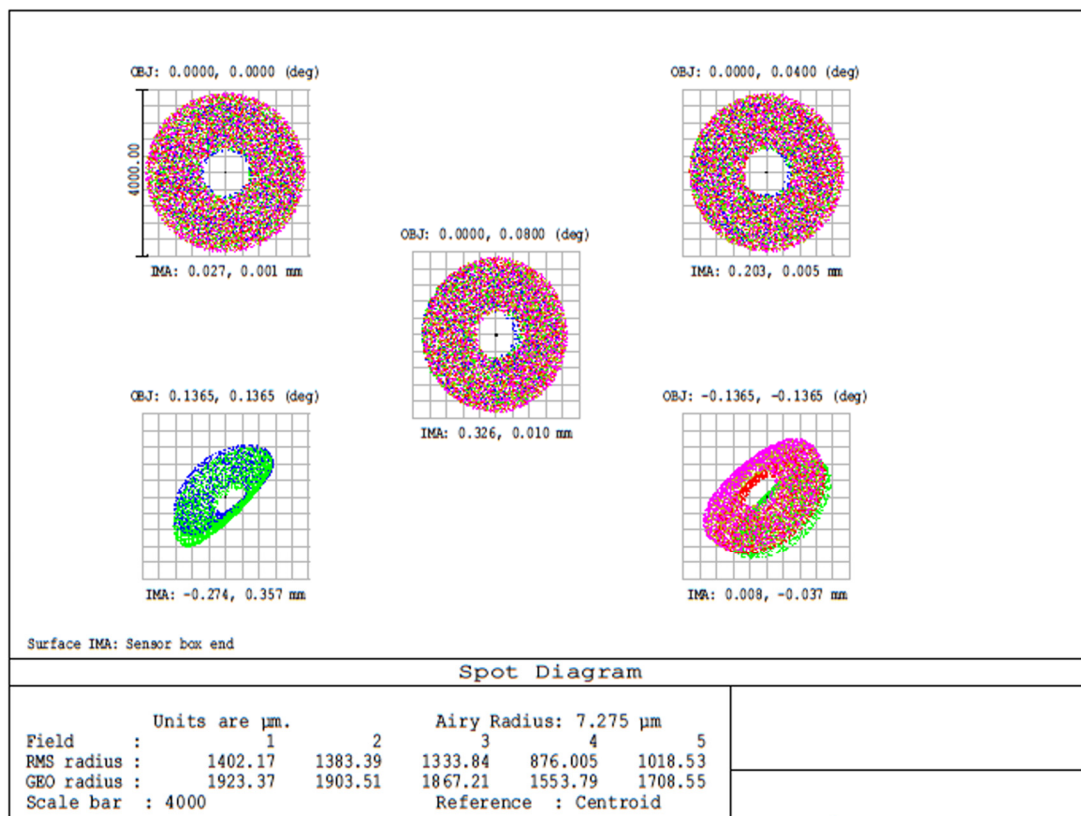 OBJ: 0.0000, 0.0000 (deg)
OBJ: 0.0000, 0.0400 (deg)
4000.00
IMA: 0.027, 0.001 mm
IMA: 0.203, 0.005 mm
OBJ: 0.0000, 0.0800 (deg)
IMA: 0.326, 0.010 mm
OBJ: 0.1365, 0.1365 (deg)
OBJ: -0.1365, -0.1365 (deg)
IMA: -0.274, 0.357 mm
IMA: 0.008, -0.037 mm
Surface IMA: Sensor box end
Spot Diagram
Units are µm. Airy Radius: 7.275 µm
Field : 1 2 3 4 5
RMS radius : 1402.17 1383.39 1333.84 876.005 1018.53
GEO radius : 1923.37 1903.51 1867.21 1553.79 1708.55
Scale bar : 4000 Reference : Centroid